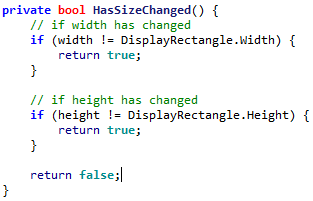 private bool HasSizeChanged() {
    // if width has changed
    if (width != DisplayRectangle.Width) {
        return true;
    }

    // if height has changed
    if (height != DisplayRectangle.Height) {
        return true;
    }

    return false;
}